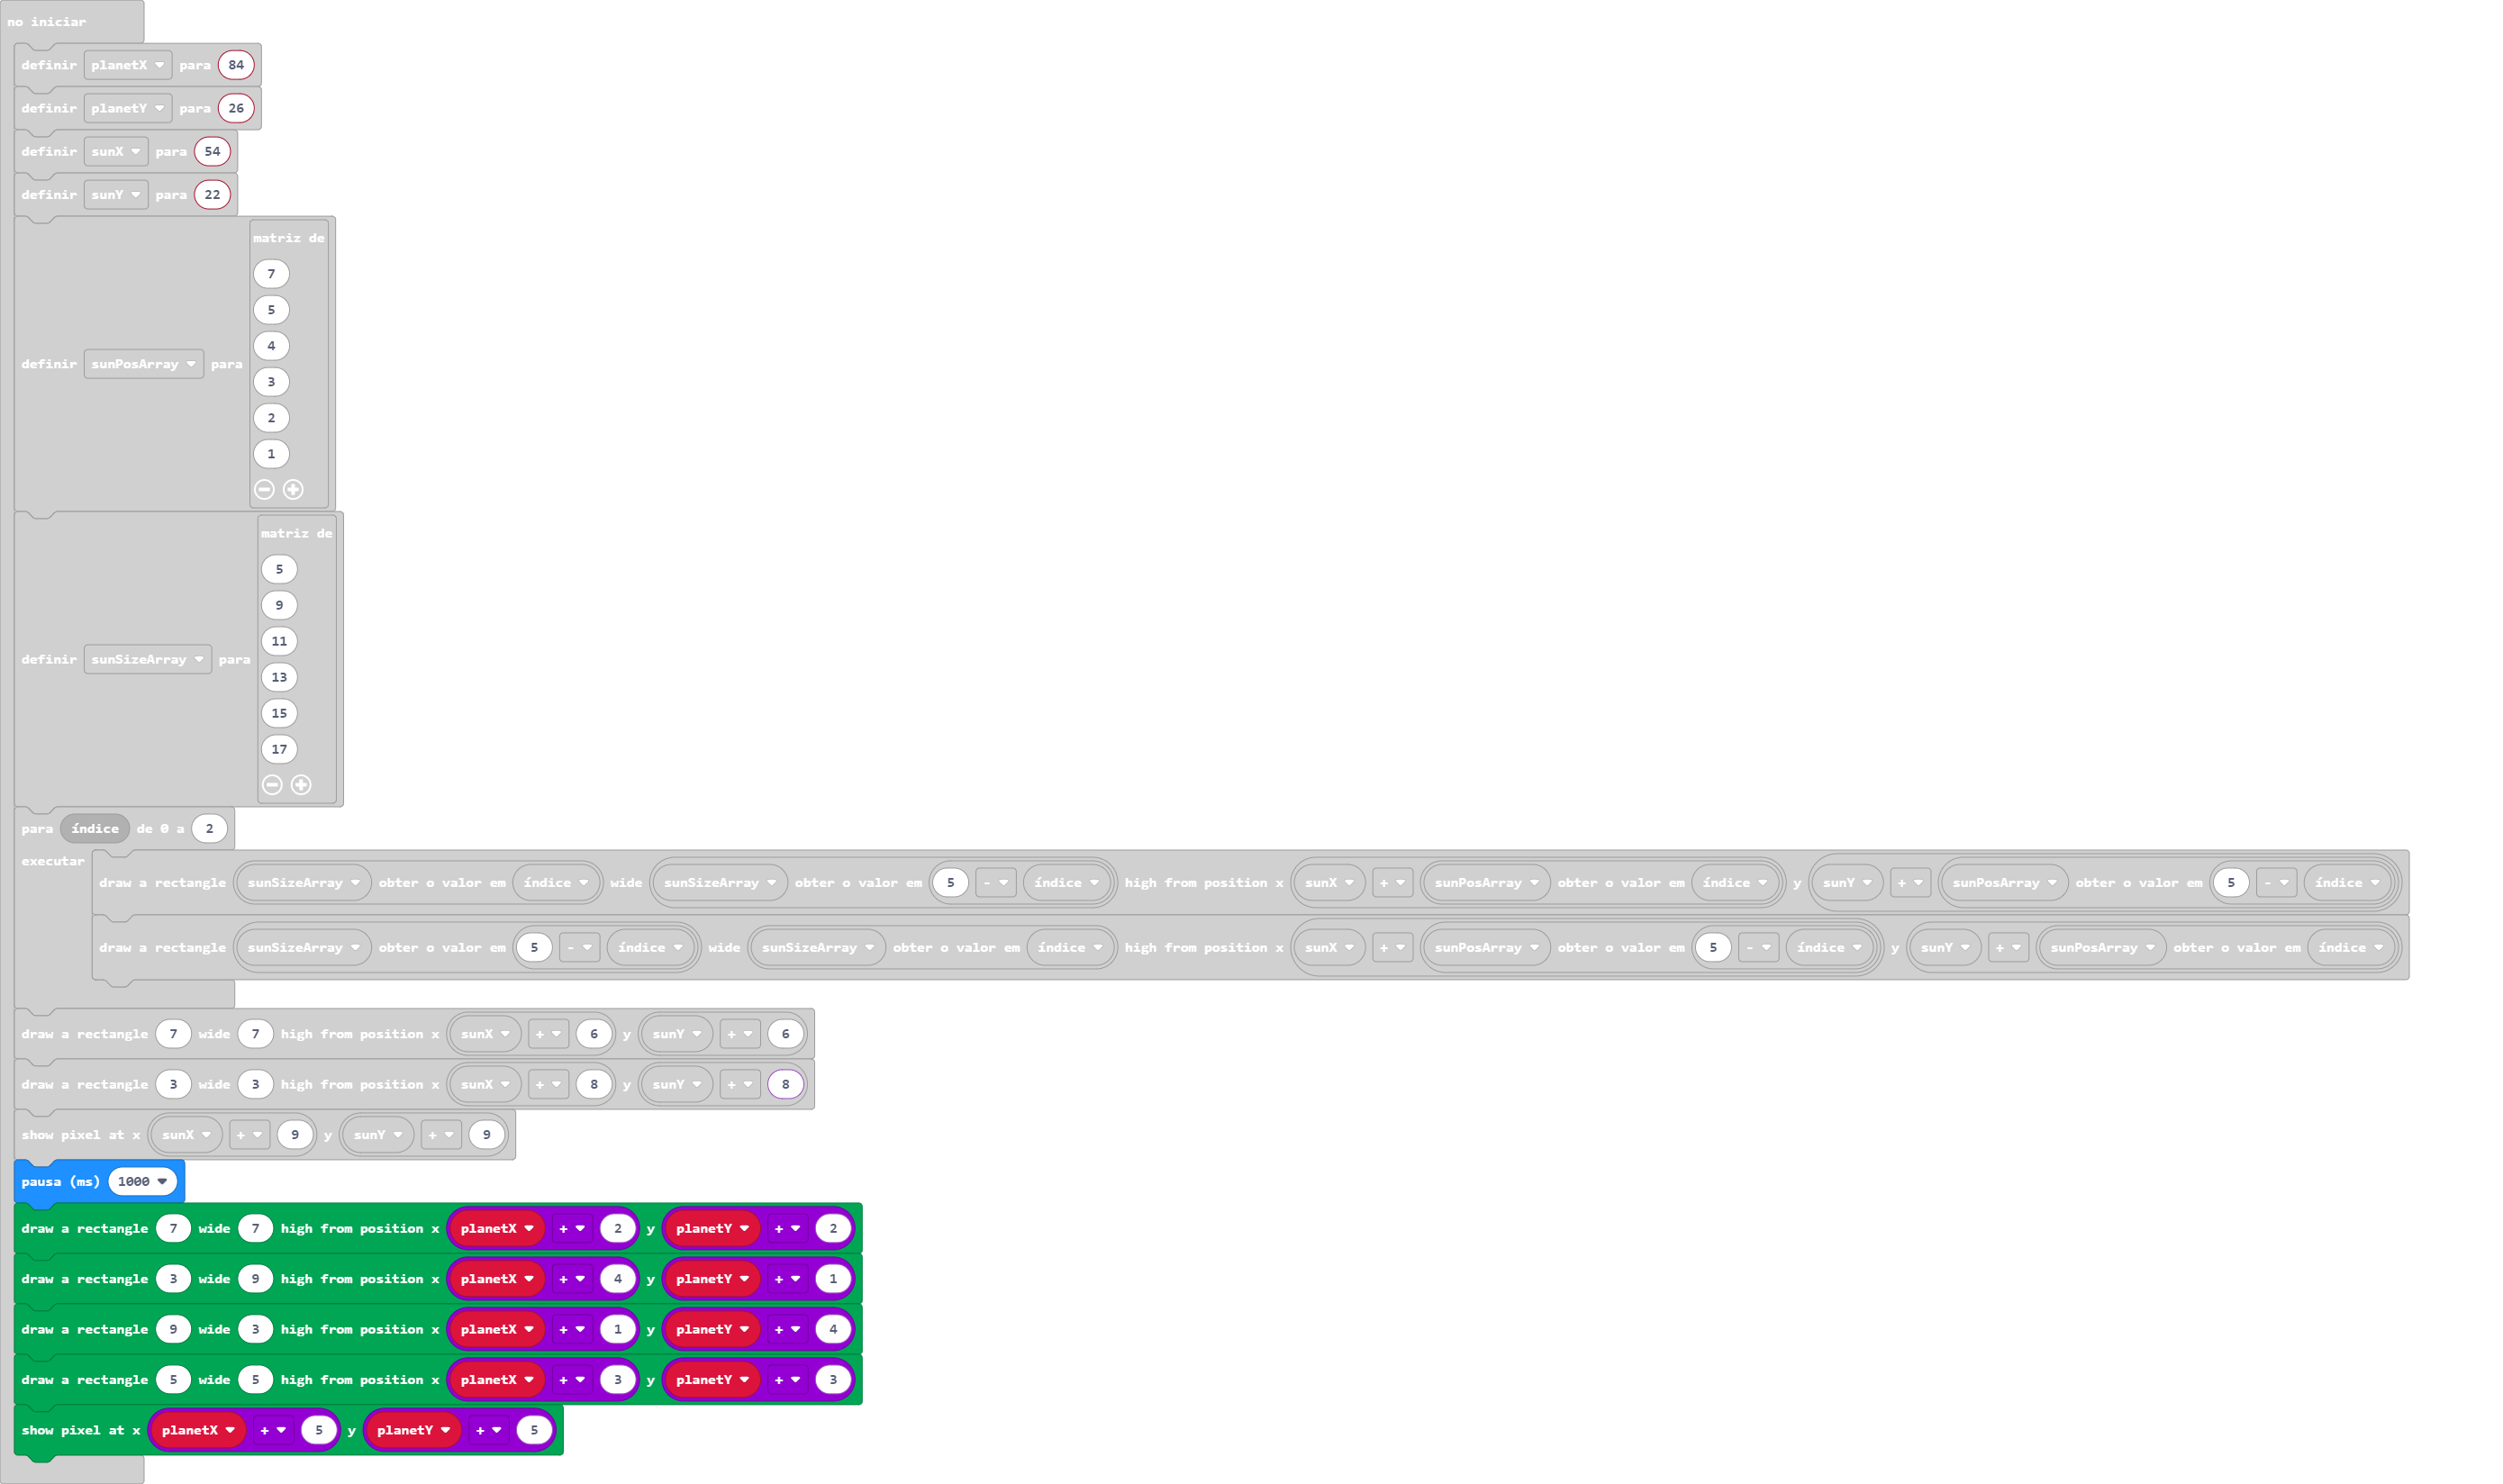 no iniciar
definir planetX para 84
definir planetY para 26
definir sunX para 54
definir sunY para 22
definir sunPosArray para matriz de
7
5
4
3
2
1
definir sunSizeArray para matriz de
5
9
11
13
15
17
para índice de 0 a 2
executar
draw a rectangle sunSizeArray obter o valor em índice wide sunSizeArray obter o valor em 5 - índice high from position x sunX + sunPosArray obter o valor em índice y sunY + sunPosArray obter o valor em 5 - índice
draw a rectangle sunSizeArray obter o valor em 5 - índice wide sunSizeArray obter o valor em índice high from position x sunX + sunPosArray obter o valor em 5 - índice y sunY + sunPosArray obter o valor em índice
draw a rectangle 7 wide 7 high from position x sunX + 6 y sunY + 6
draw a rectangle 3 wide 3 high from position x sunX + 8 y sunY + 8
show pixel at x sunX + 9 y sunY + 9
pausa (ms) 1000
draw a rectangle 7 wide 7 high from position x planetX + 2 y planetY + 2
draw a rectangle 3 wide 9 high from position x planetX + 4 y planetY + 1
draw a rectangle 9 wide 3 high from position x planetX + 1 y planetY + 4
draw a rectangle 5 wide 5 high from position x planetX + 3 y planetY + 3
show pixel at x planetX + 5 y planetY + 5